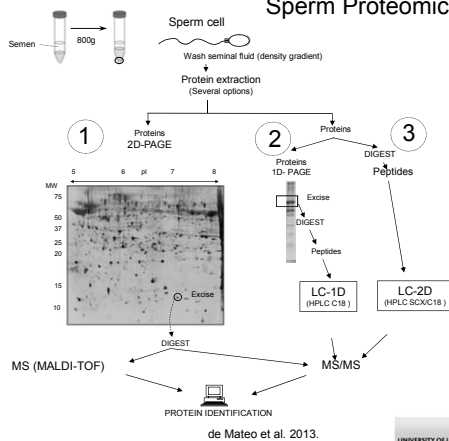 Sperm Proteomic
Semen
800g
Sperm cell
Wash seminal fluid (density gradient)
Protein extraction
(Several options)
1
Proteins
2D-PAGE
2
Proteins
3
DIGEST
Peptides
Proteins
1D- PAGE
Excise
DIGEST
Peptides
MW
5 6 pI 7 8
75
50
37
25
20
15
10
Excise
LC-1D
(HPLC C18 )
LC-2D
(HPLC SCX/C18 )
DIGEST
MS (MALDI-TOF)
MS/MS
PROTEIN IDENTIFICATION
de Mateo et al. 2013.
UNIVERSITY OF